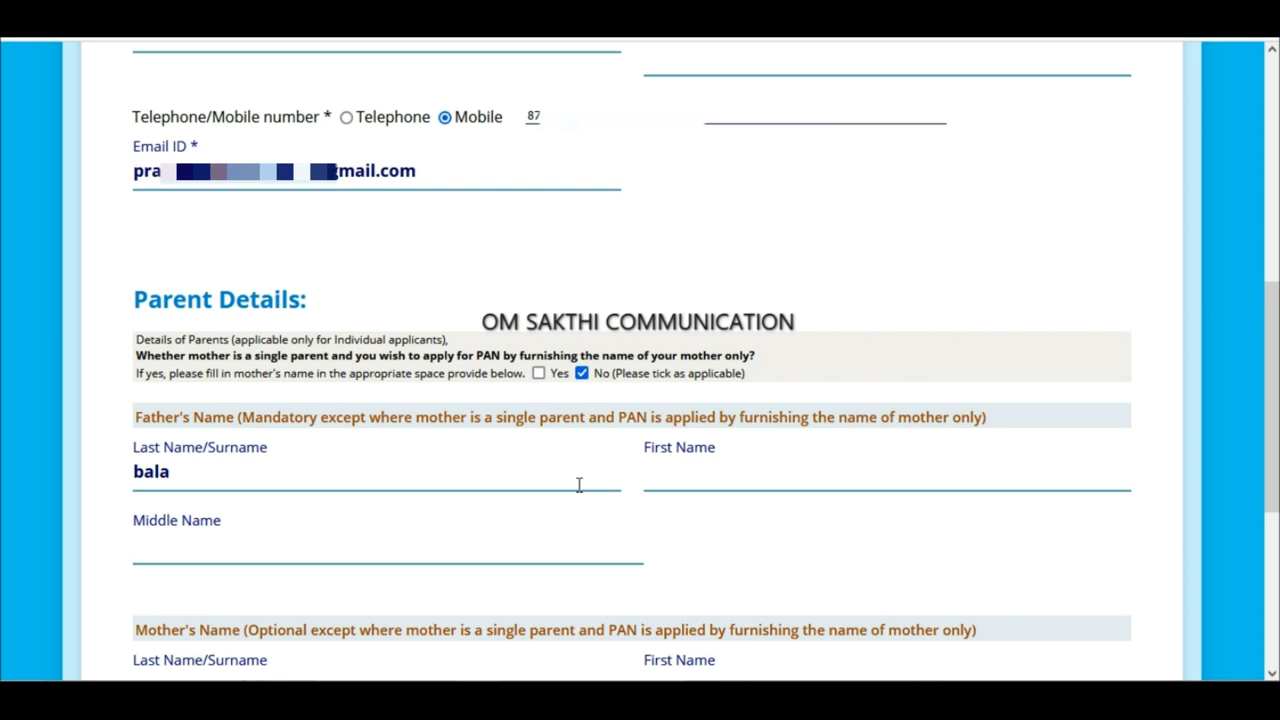 Telephone/Mobile number * Telephone Mobile 87
Email ID *
pra gmail.com
Parent Details:
OM SAKTHI COMMUNICATION
Details of Parents (applicable only for Individual applicants),
Whether mother is a single parent and you wish to apply for PAN by furnishing the name of your mother only?
If yes, please fill in mother's name in the appropriate space provide below. Yes No (Please tick as applicable)
Father's Name (Mandatory except where mother is a single parent and PAN is applied by furnishing the name of mother only)
Last Name/Surname First Name
bala
Middle Name
Mother's Name (Optional except where mother is a single parent and PAN is applied by furnishing the name of mother only)
Last Name/Surname First Name